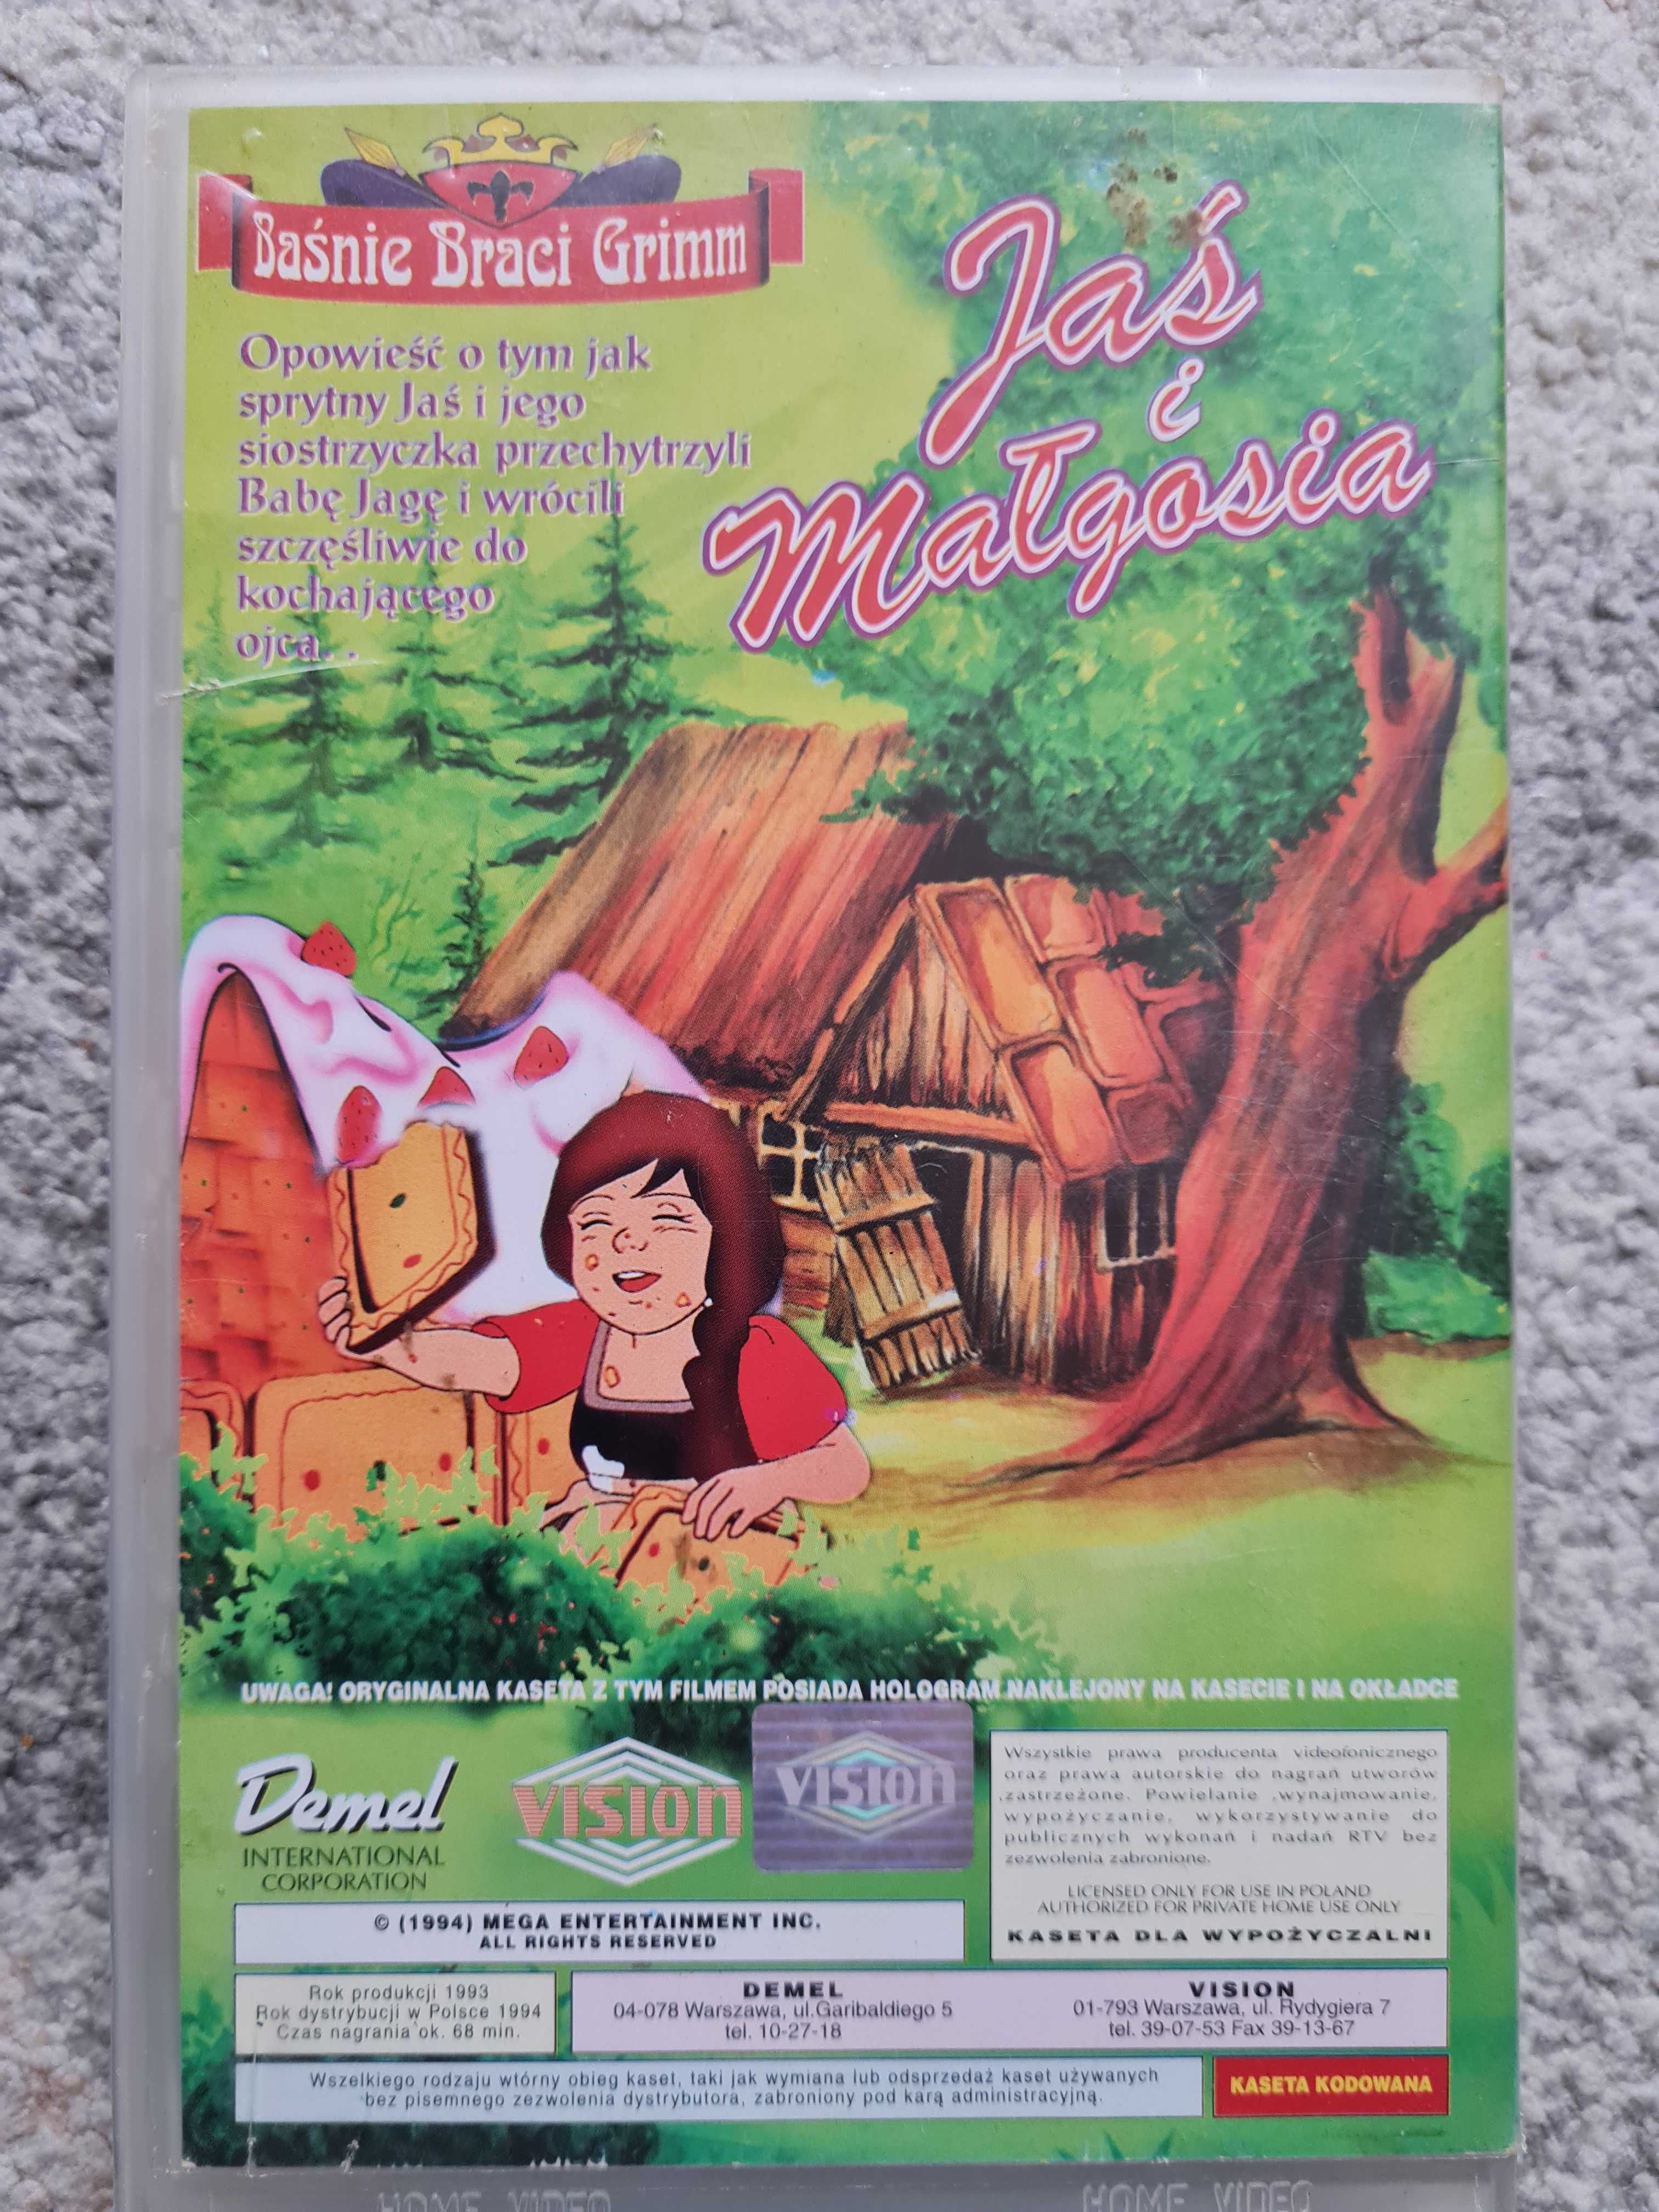 Baśnie Braci Grimm
Jaś
i
Małgosia
Opowieść o tym jak
sprytny Jaś i jego
siostrzyczka przechytrzyli
Babę Jagę i wrócili
szczęśliwie do
kochającego
ojca. .
UWAGA! ORYGINALNA KASETA Z TYM FILMEM POSIADA HOLOGRAM NAKLEJONY NA KASECIE I NA OKŁADCE
Demel
INTERNATIONAL
CORPORATION
VISION
VISION
Wszystkie prawa producenta videofonicznego
oraz prawa autorskie do nagrań utworów
.zastrzeżone. Powielanie ,wynajmowanie,
wypożyczanie, wykorzystywanie do
publicznych wykonań i nadań RTV bez
zezwolenia zabronione.
LICENSED ONLY FOR USE IN POLAND
AUTHORIZED FOR PRIVATE HOME USE ONLY
KASETA DLA WYPOŻYCZALNI
© (1994) MEGA ENTERTAINMENT INC.
ALL RIGHTS RESERVED
Rok produkcji 1993
Rok dystrybucji w Polsce 1994
Czas nagrania ok. 68 min.
DEMEL
04-078 Warszawa, ul.Garibaldiego 5
tel. 10-27-18
VISION
01-793 Warszawa, ul. Rydygiera 7
tel. 39-07-53 Fax 39-13-67
Wszelkiego rodzaju wtórny obieg kaset, taki jak wymiana lub odsprzedaż kaset używanych
bez pisemnego zezwolenia dystrybutora, zabroniony pod karą administracyjną.
KASETA KODOWANA
HOME VIDEO HOME VIDEO